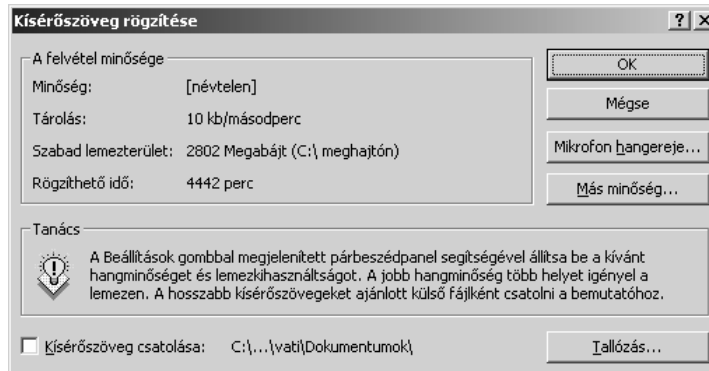 Kísérőszöveg rögzítése
A felvétel minősége
Minőség: [névtelen]
Tárolás: 10 kb/másodperc
Szabad lemezterület: 2802 Megabájt (C:\ meghajtón)
Rögzíthető idő: 4442 perc
OK
Mégse
Mikrofon hangereje...
Más minőség...
Tanács
A Beállítások gombbal megjelenített párbeszédpanel segítségével állítsa be a kívánt
hangminőséget és lemezkihasználtságot. A jobb hangminőség több helyet igényel a
lemezen. A hosszabb kísérőszövegeket ajánlott külső fájlként csatolni a bemutatóhoz.
Kísérőszöveg csatolása: C:\...\vati\Dokumentumok\
Tallózás...